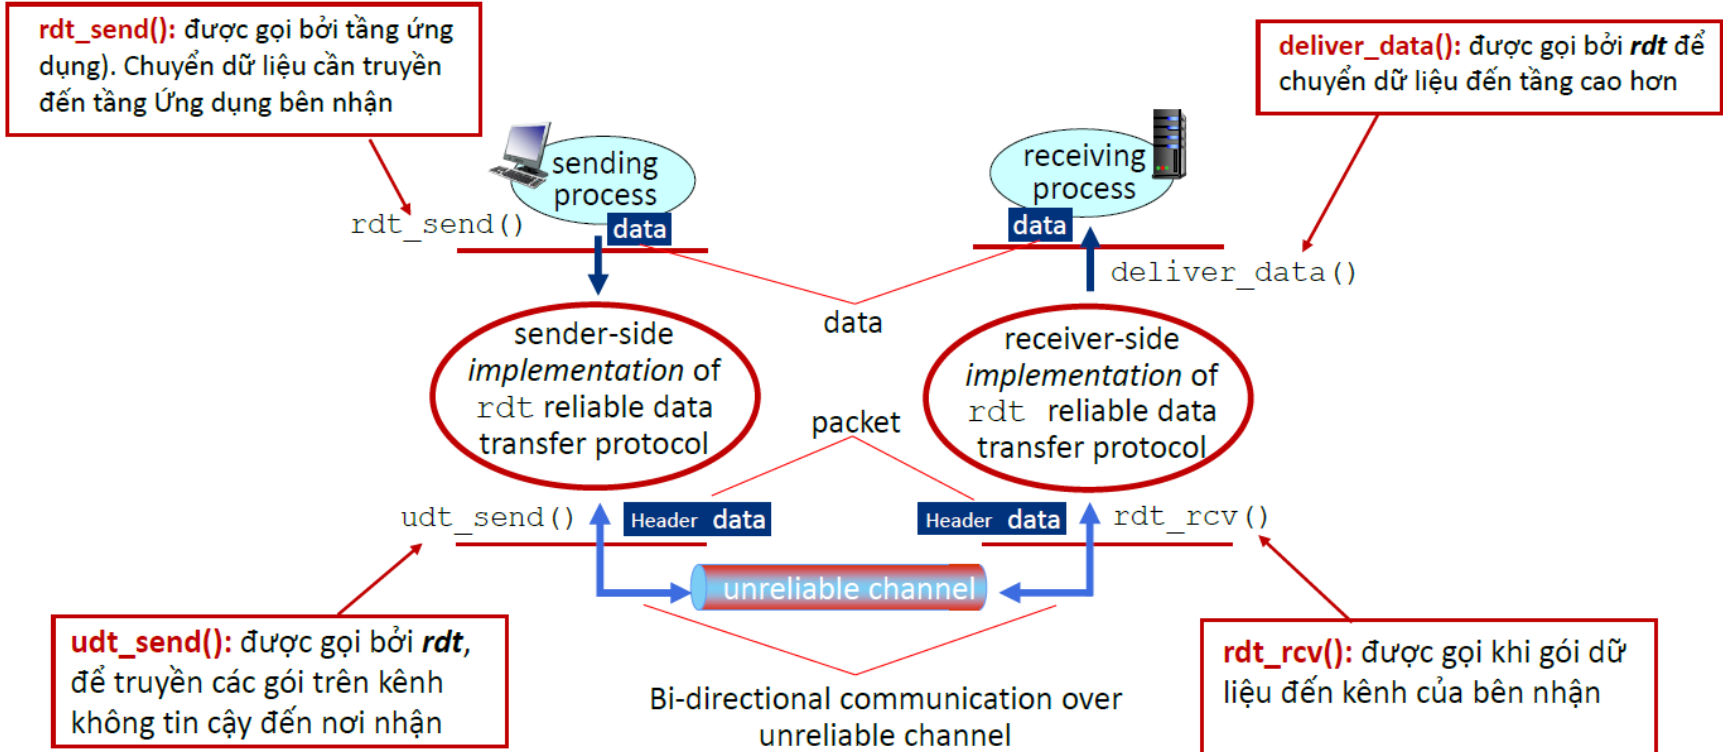 rdt_send(): được gọi bởi tầng ứng
dụng). Chuyển dữ liệu cần truyền
đến tầng Ứng dụng bên nhận
deliver_data(): được gọi bởi rdt để
chuyển dữ liệu đến tầng cao hơn
sending
process
receiving
process
rdt_send()
data
data
deliver_data()
data
sender-side
implementation of
rdt reliable data
transfer protocol
receiver-side
implementation of
rdt reliable data
transfer protocol
packet
udt_send()
Header data
Header data
rdt_rcv()
unreliable channel
udt_send(): được gọi bởi rdt,
để truyền các gói trên kênh
không tin cậy đến nơi nhận
Bi-directional communication over
unreliable channel
rdt_rcv(): được gọi khi gói dữ
liệu đến kênh của bên nhận